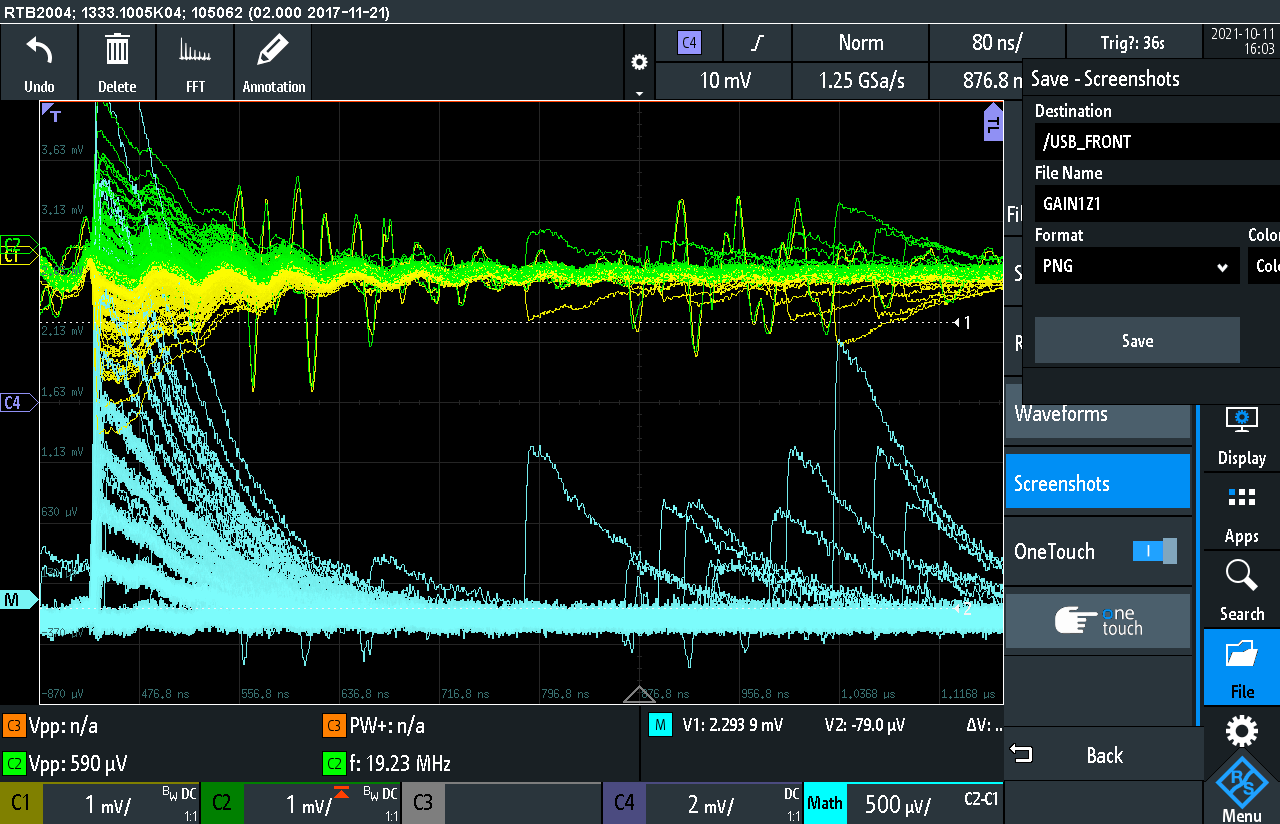 RTB2004; 1333.1005K04; 105062 (02.000 2017-11-21)
Undo
Delete
FFT
Annotation
C4
Norm
80 ns/
Trig?: 36s
2021-10-11
16:03
10 mV
1.25 GSa/s
876.8 n
Save - Screenshots
Destination
/USB_FRONT
File Name
GAIN1Z1
Format
Color
PNG
Colo
Save
T
TL
3.63 mV
3.13 mV
C2
C1
2.13 mV
1
1.63 mV
C4
1.13 mV
630 µV
M
2
-370 µV
-870 µV
476.8 ns
556.8 ns
636.8 ns
716.8 ns
796.8 ns
876.8 ns
956.8 ns
1.0368 µs
1.1168 µs
Fil
S
R
Waveforms
Screenshots
OneTouch
I
one
touch
Back
Display
Apps
Search
File
R&S
Menu
C3 Vpp: n/a
C3 PW+: n/a
M V1: 2.293 9 mV V2: -79.0 µV ΔV: ..
C2 Vpp: 590 µV
C2 f: 19.23 MHz
C1 1 mV/ BW DC 1:1
C2 1 mV/ BW DC 1:1
C3
C4 2 mV/ DC 1:1
Math 500 µV/ C2-C1